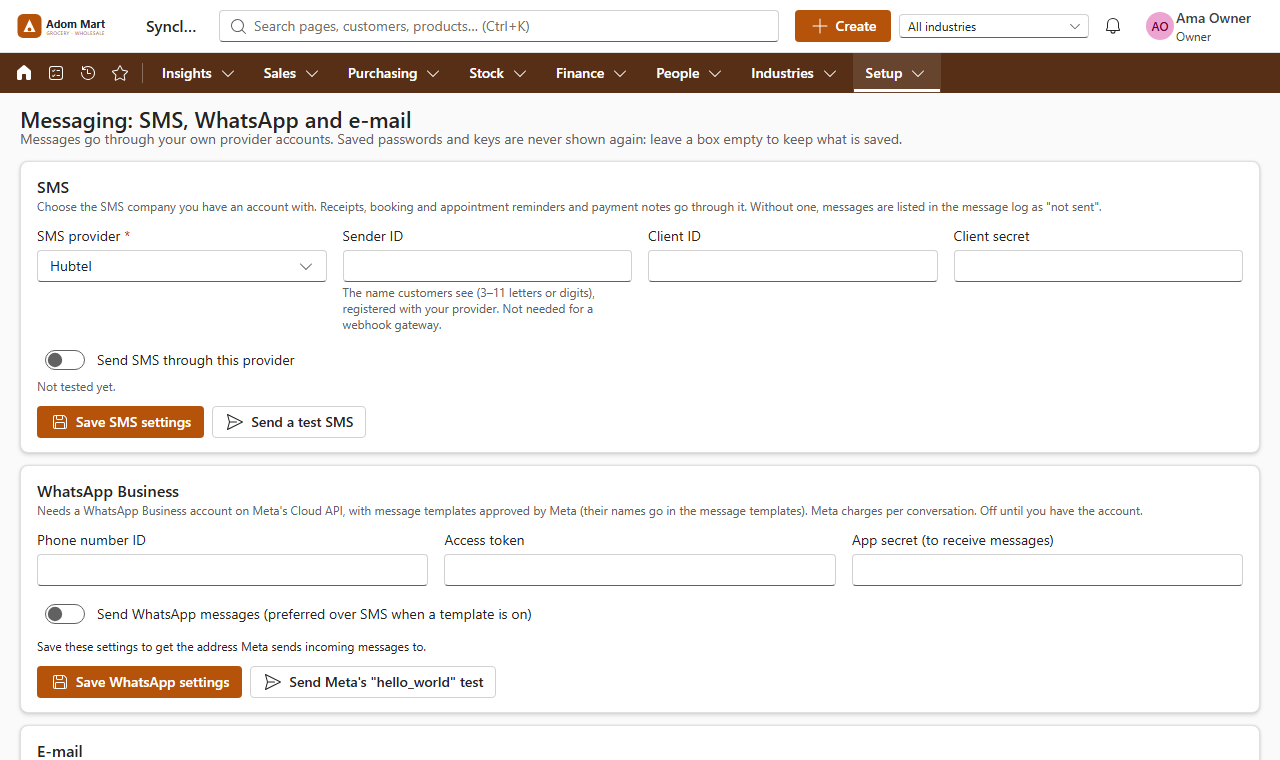 Adom Mart
GROCERY · WHOLESALE
Syncl...
Search pages, customers, products... (Ctrl+K)
Create
All industries
AO
Ama Owner
Owner
Insights
Sales
Purchasing
Stock
Finance
People
Industries
Setup
Messaging: SMS, WhatsApp and e-mail
Messages go through your own provider accounts. Saved passwords and keys are never shown again: leave a box empty to keep what is saved.
SMS
Choose the SMS company you have an account with. Receipts, booking and appointment reminders and payment notes go through it. Without one, messages are listed in the message log as "not sent".
SMS provider *
Sender ID
Client ID
Client secret
Hubtel
The name customers see (3–11 letters or digits),
registered with your provider. Not needed for a
webhook gateway.
Send SMS through this provider
Not tested yet.
Save SMS settings
Send a test SMS
WhatsApp Business
Needs a WhatsApp Business account on Meta's Cloud API, with message templates approved by Meta (their names go in the message templates). Meta charges per conversation. Off until you have the account.
Phone number ID
Access token
App secret (to receive messages)
Send WhatsApp messages (preferred over SMS when a template is on)
Save these settings to get the address Meta sends incoming messages to.
Save WhatsApp settings
Send Meta's "hello_world" test
E-mail